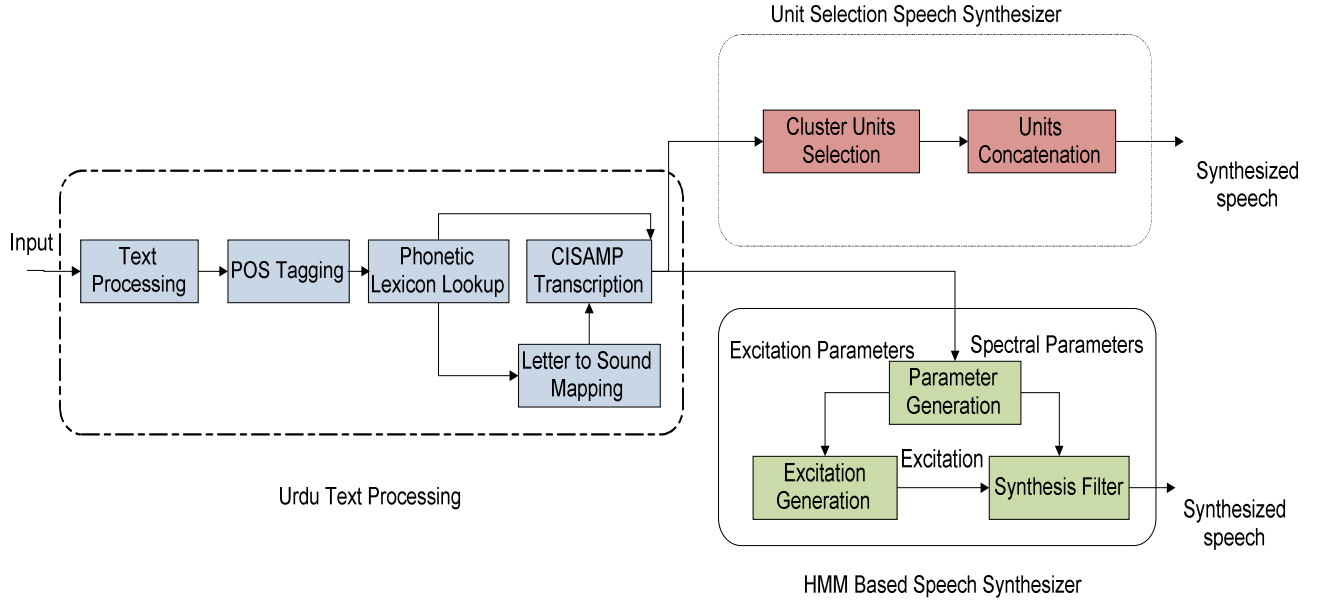 Unit Selection Speech Synthesizer
Cluster Units
Selection
Units
Concatenation
Synthesized
speech
Input
Text
Processing
POS Tagging
Phonetic
Lexicon Lookup
CISAMP
Transcription
Letter to Sound
Mapping
Urdu Text Processing
Excitation Parameters
Spectral Parameters
Parameter
Generation
Excitation
Generation
Excitation
Synthesis Filter
Synthesized
speech
HMM Based Speech Synthesizer